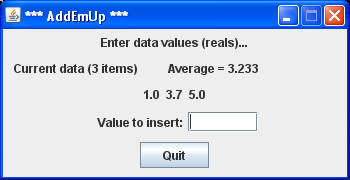 *** AddEmUp ***
Enter data values (reals)...
Current data (3 items) Average = 3.233
1.0 3.7 5.0
Value to insert:
Quit